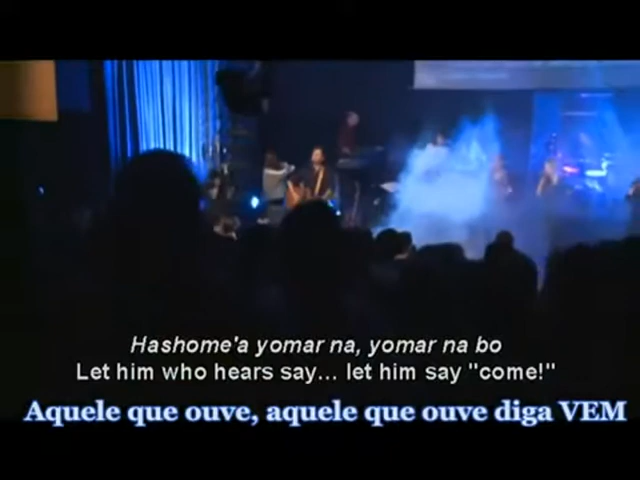 Hashome'a yomar na, yomar na bo
Let him who hears say... let him say "come!"
Aquele que ouve, aquele que ouve diga VEM